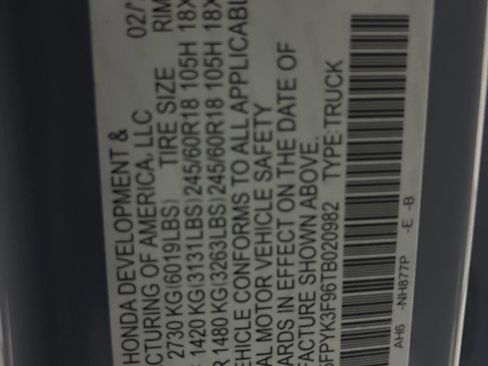 HONDA DEVELOPMENT & 02/
CTURING OF AMERICA, LLC
2730 KG(6019LBS) TIRE SIZE RIM
1420 KG(3131LBS) 245/60R18 105H 18X
R 1480 KG(3263LBS) 245/60R18 105H 18X
EHICLE CONFORMS TO ALL APPLICABL
AL MOTOR VEHICLE SAFETY
ARDS IN EFFECT ON THE DATE OF
FACTURE SHOWN ABOVE.
FPYK3F96TB020982 TYPE:TRUCK
AH6 -NH877P -E -B